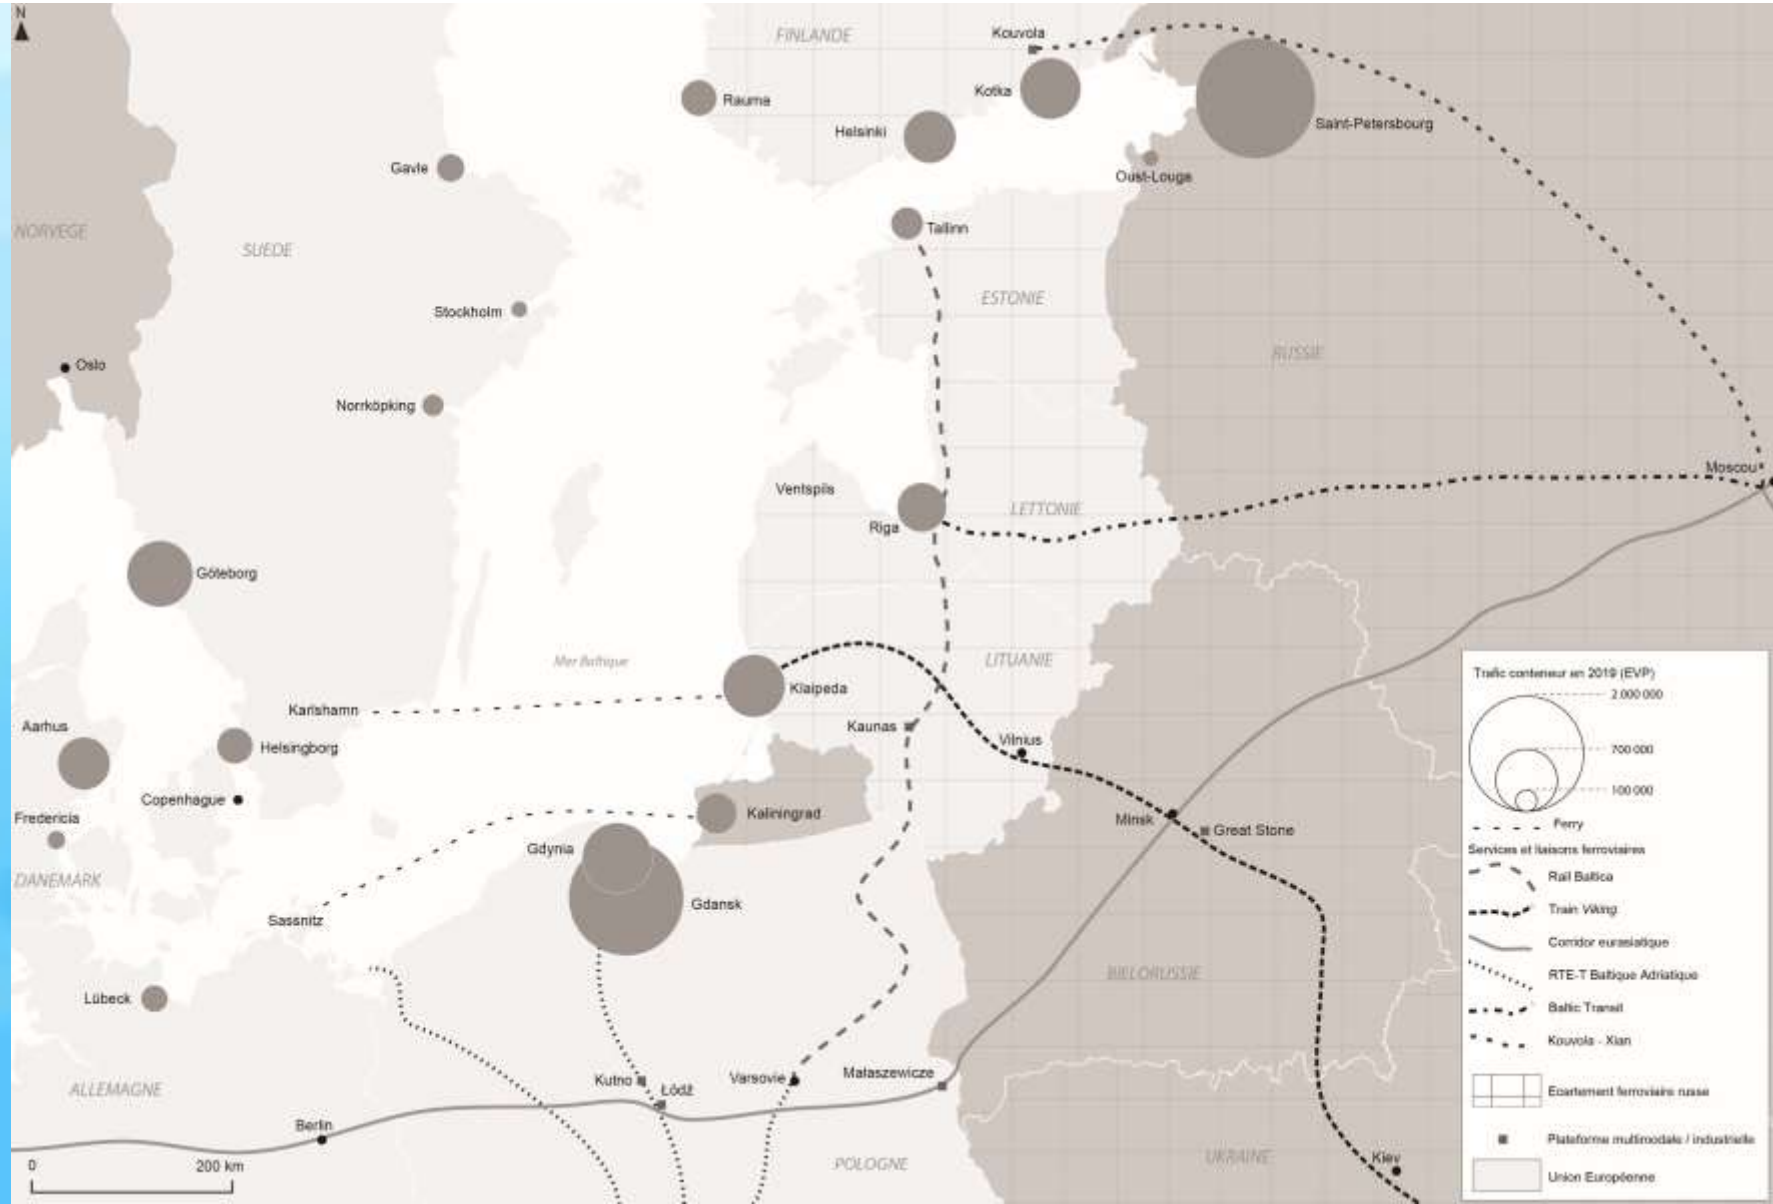 N
FINLANDE
Kouvola
Rauma
Kotka
Helsinki
Saint-Petersbourg
Gavle
Oust-Louga
NORVEGE
SUEDE
Tallinn
ESTONIE
Stockholm
RUSSIE
Oslo
Norrköpking
Moscou
Ventspils
LETTONIE
Riga
Göteborg
Mer Baltique
LITUANIE
Klaipeda
Karlshamn
Aarhus
Kaunas
Helsingborg
Vilnius
Copenhague
Fredericia
Kaliningrad
Minsk
Great Stone
Gdynia
DANEMARK
Gdansk
Sassnitz
BIELORUSSIE
Lübeck
Małaszewicze
Kutno
Varsovie
ALLEMAGNE
Łódź
Berlin
POLOGNE
UKRAINE
Kiev
0 200 km
Trafic conteneur en 2019 (EVP)
2 000 000
700 000
100 000
Ferry
Services et liaisons ferroviaires
Rail Baltica
Train Viking
Corridor eurasiatique
RTE-T Baltique Adriatique
Baltic Transit
Kouvola - Xian
Ecartement ferroviaire russe
Plateforme multimodale / industrielle
Union Européenne